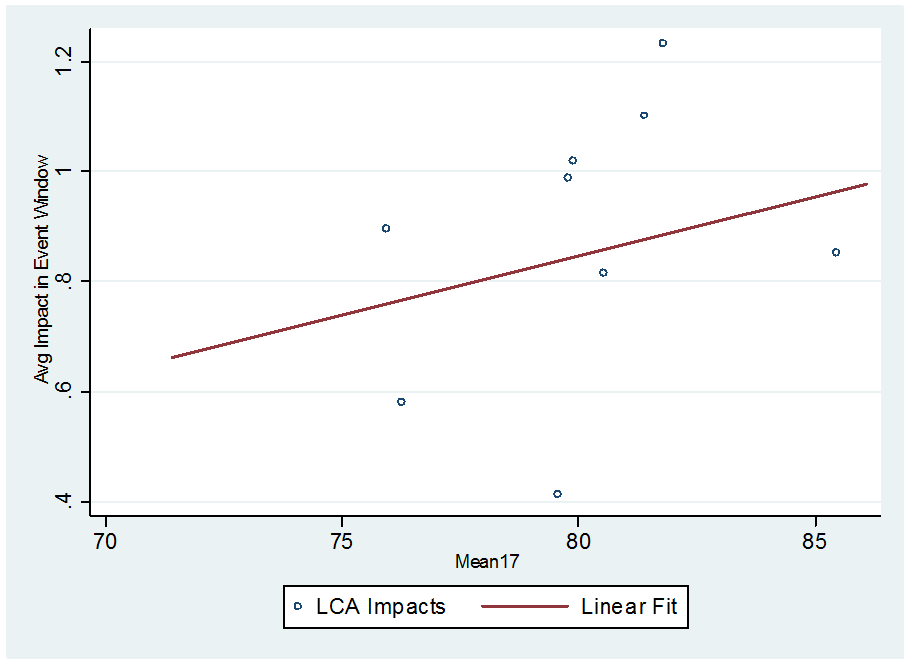 Avg Impact in Event Window
1.2
1
.8
.6
.4
70 75 80 85
Mean17
LCA Impacts Linear Fit